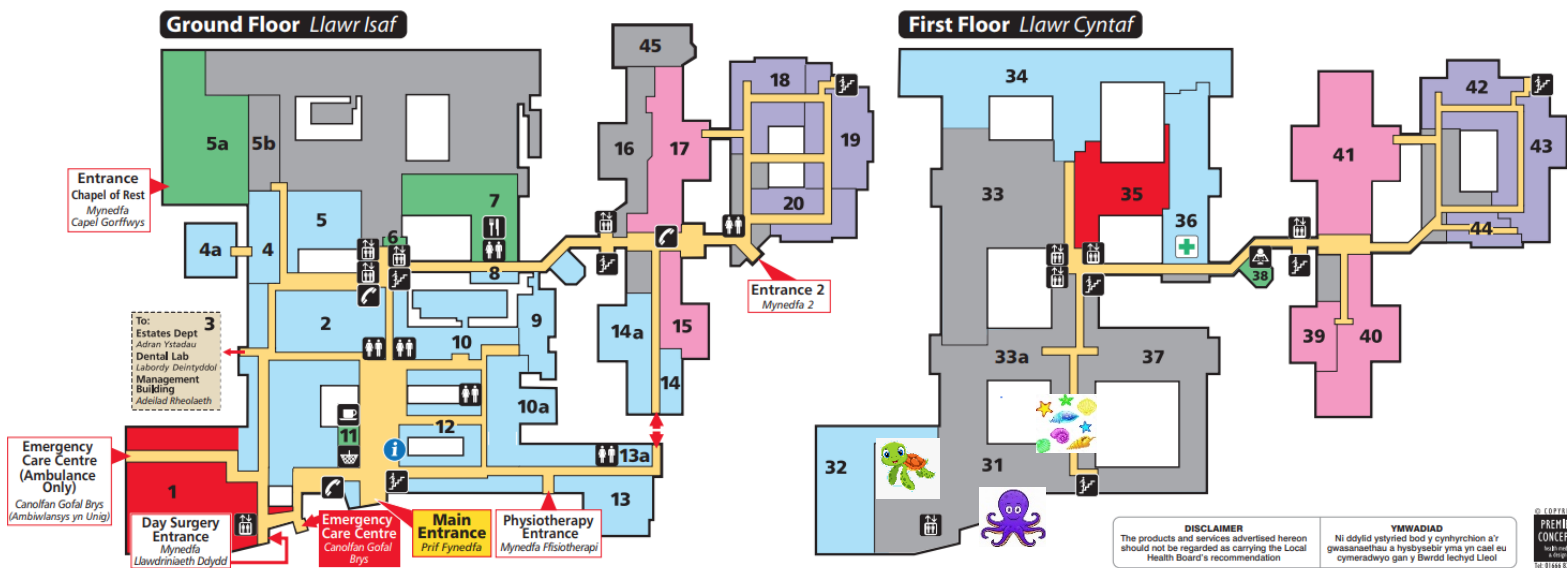 Ground Floor Llawr Isaf
First Floor Llawr Cyntaf
45
18
5a
5b
16
17
19
Entrance
Chapel of Rest
Mynedfa
Capel Gorffwys
7
20
5
6
4a
4
8
Entrance 2
Mynedfa 2
To: 3
Estates Dept
Adran Ystadau
Dental Lab
Labordy Deintyddol
Management
Building
Adeilad Rheolaeth
2
9
14a
15
10
14
10a
11
12
i
13a
13
Emergency
Care Centre
(Ambulance
Only)
Canolfan Gofal Brys
(Ambiwlansys yn Unig)
1
Day Surgery
Entrance
Mynedfa
Llawdriniaeth Ddydd
Emergency
Care Centre
Canolfan Gofal
Brys
Main
Entrance
Prif Fynedfa
Physiotherapy
Entrance
Mynedfa Ffisiotherapi
34
42
41
43
33
35
36
44
38
39
40
33a
37
32
31
DISCLAIMER
The products and services advertised hereon
should not be regarded as carrying the Local
Health Board's recommendation
YMWADIAD
Ni ddylid ystyried bod y cynhyrchion a'r
gwasanaethau a hysbysebir yma yn cael eu
cymeradwyo gan y Bwrdd Iechyd Lleol
© COPYR
PREMI
CONCE